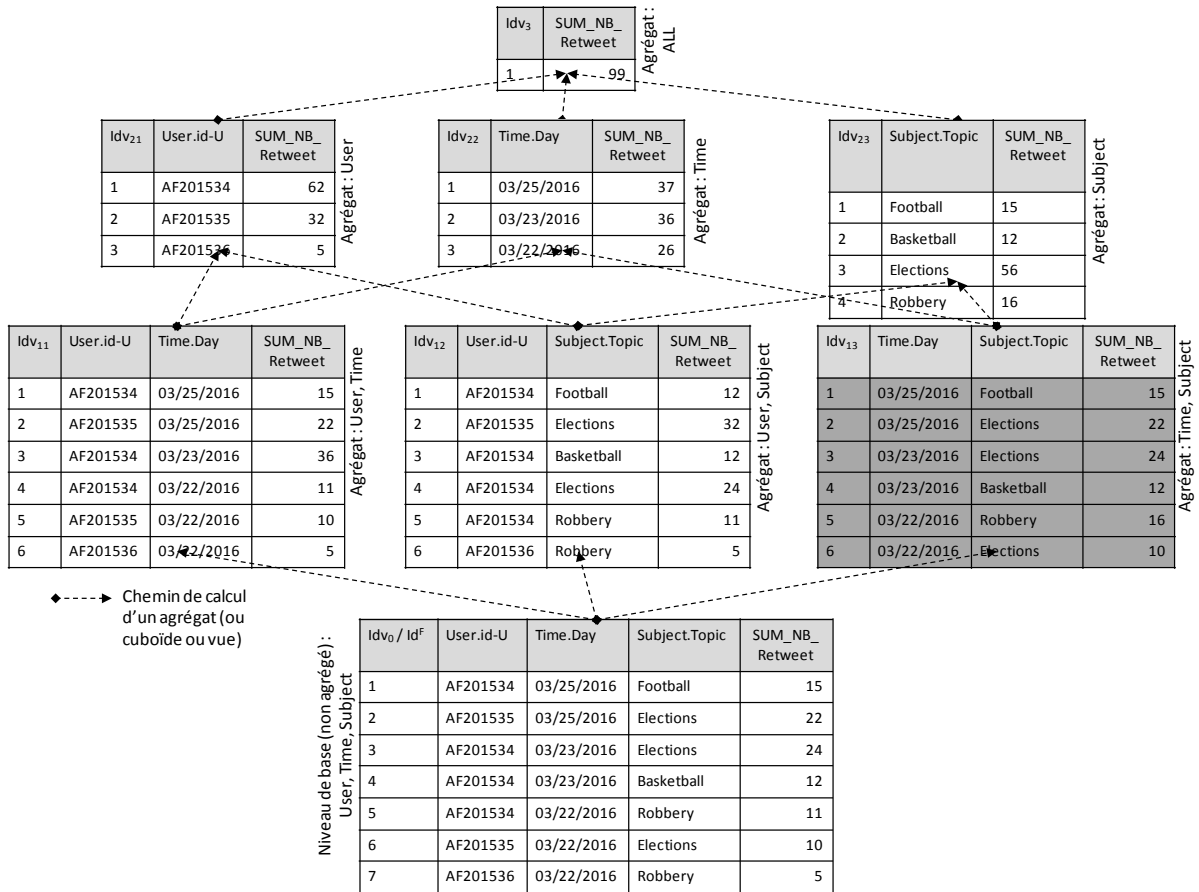 Idv3 SUM_NB_
Retweet
1 99
Agrégat :
ALL
Idv21 User.id-U SUM_NB_
Retweet
1 AF201534 62
2 AF201535 32
3 AF201536 5
Agrégat : User
Idv22 Time.Day SUM_NB_
Retweet
1 03/25/2016 37
2 03/23/2016 36
3 03/22/2016 26
Agrégat : Time
Idv23 Subject.Topic SUM_NB_
Retweet
1 Football 15
2 Basketball 12
3 Elections 56
4 Robbery 16
Agrégat : Subject
Idv11 User.id-U Time.Day SUM_NB_
Retweet
1 AF201534 03/25/2016 15
2 AF201535 03/25/2016 22
3 AF201534 03/23/2016 36
4 AF201534 03/22/2016 11
5 AF201535 03/22/2016 10
6 AF201536 03/22/2016 5
Agrégat : User, Time
Idv12 User.id-U Subject.Topic SUM_NB_
Retweet
1 AF201534 Football 12
2 AF201535 Elections 32
3 AF201534 Basketball 12
4 AF201534 Elections 24
5 AF201534 Robbery 11
6 AF201536 Robbery 5
Agrégat : User, Subject
Idv13 Time.Day Subject.Topic SUM_NB_
Retweet
1 03/25/2016 Football 15
2 03/25/2016 Elections 22
3 03/23/2016 Elections 24
4 03/23/2016 Basketball 12
5 03/22/2016 Robbery 16
6 03/22/2016 Elections 10
Agrégat : Time, Subject
Chemin de calcul
d'un agrégat (ou
cuboïde ou vue)
Niveau de base (non agrégé) :
User, Time, Subject
Idv0 / IdF User.id-U Time.Day Subject.Topic SUM_NB_
Retweet
1 AF201534 03/25/2016 Football 15
2 AF201535 03/25/2016 Elections 22
3 AF201534 03/23/2016 Elections 24
4 AF201534 03/23/2016 Basketball 12
5 AF201534 03/22/2016 Robbery 11
6 AF201535 03/22/2016 Elections 10
7 AF201536 03/22/2016 Robbery 5